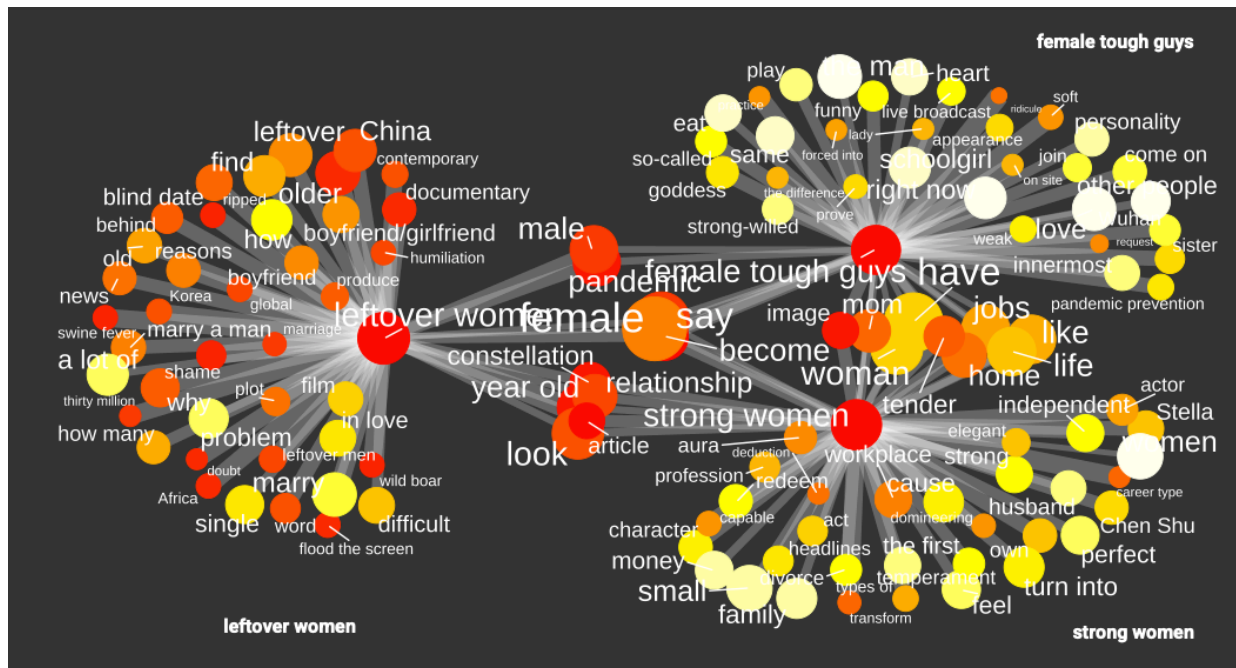 female tough guys
play
the man
heart
practice
funny
live broadcast
ridicule
soft
eat
lady
forced into
appearance
personality
so-called
same
schoolgirl
join
come on
goddess
the difference
right now
on site
other people
prove
strong-willed
wuhan
weak
love
request
sister
innermost
pandemic prevention
leftover
China
contemporary
find
older
documentary
blind date
ripped
behind
how
boyfriend/girlfriend
humiliation
old
reasons
boyfriend
produce
news
Korea
global
leftover women
swine fever
marry a man
marriage
a lot of
shame
thirty million
why
plot
film
in love
how many
problem
leftover men
doubt
wild boar
Africa
marry
single
word
difficult
flood the screen
leftover women
male
pandemic
female tough guys
have
female
say
image
mom
jobs
like
become
woman
home
life
constellation
year old
relationship
look
article
strong women
tender
independent
actor
Stella
women
aura
deduction
workplace
elegant
strong
profession
redeem
cause
career type
character
capable
act
domineering
husband
Chen Shu
money
headlines
the first
own
perfect
small
divorce
types of
temperament
turn into
family
transform
feel
strong women